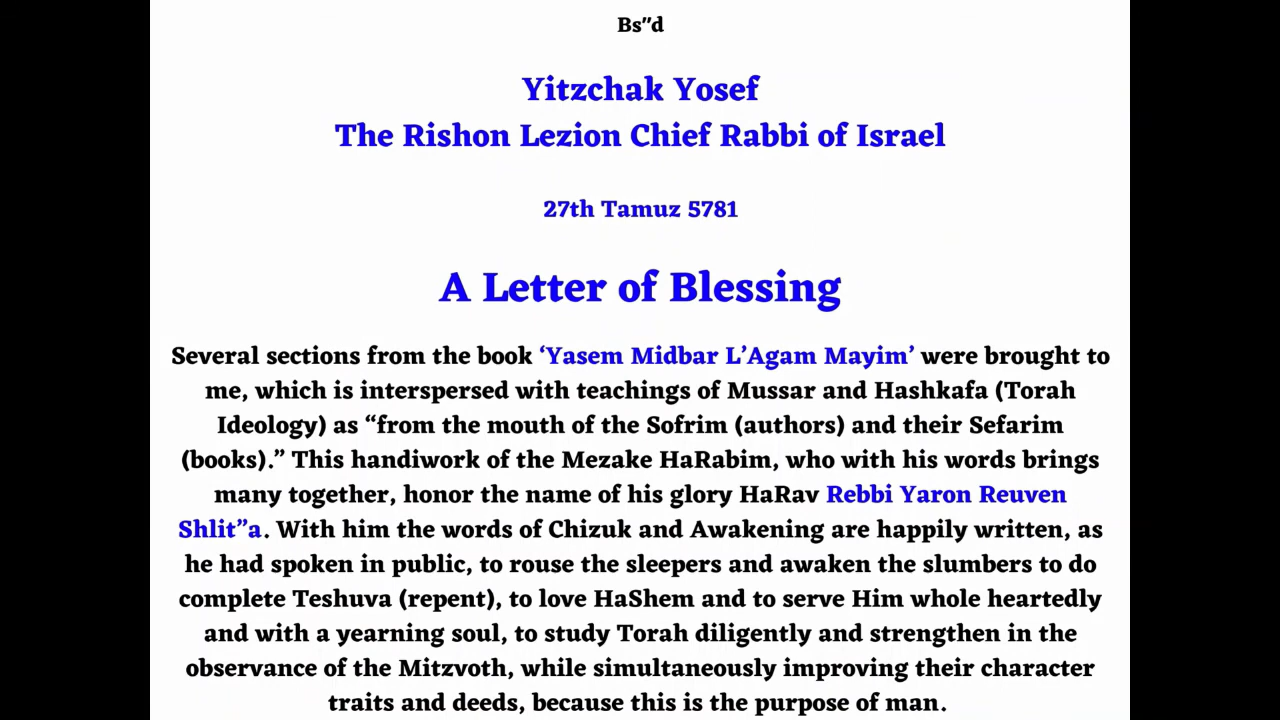 Bs"d
Yitzchak Yosef
The Rishon Lezion Chief Rabbi of Israel
27th Tamuz 5781
A Letter of Blessing
Several sections from the book ‘Yasem Midbar L’Agam Mayim’ were brought to
me, which is interspersed with teachings of Mussar and Hashkafa (Torah
Ideology) as “from the mouth of the Sofrim (authors) and their Sefarim
(books).” This handiwork of the Mezake HaRabim, who with his words brings
many together, honor the name of his glory HaRav Rebbi Yaron Reuven
Shlit”a. With him the words of Chizuk and Awakening are happily written, as
he had spoken in public, to rouse the sleepers and awaken the slumbers to do
complete Teshuva (repent), to love HaShem and to serve Him whole heartedly
and with a yearning soul, to study Torah diligently and strengthen in the
observance of the Mitzvoth, while simultaneously improving their character
traits and deeds, because this is the purpose of man.